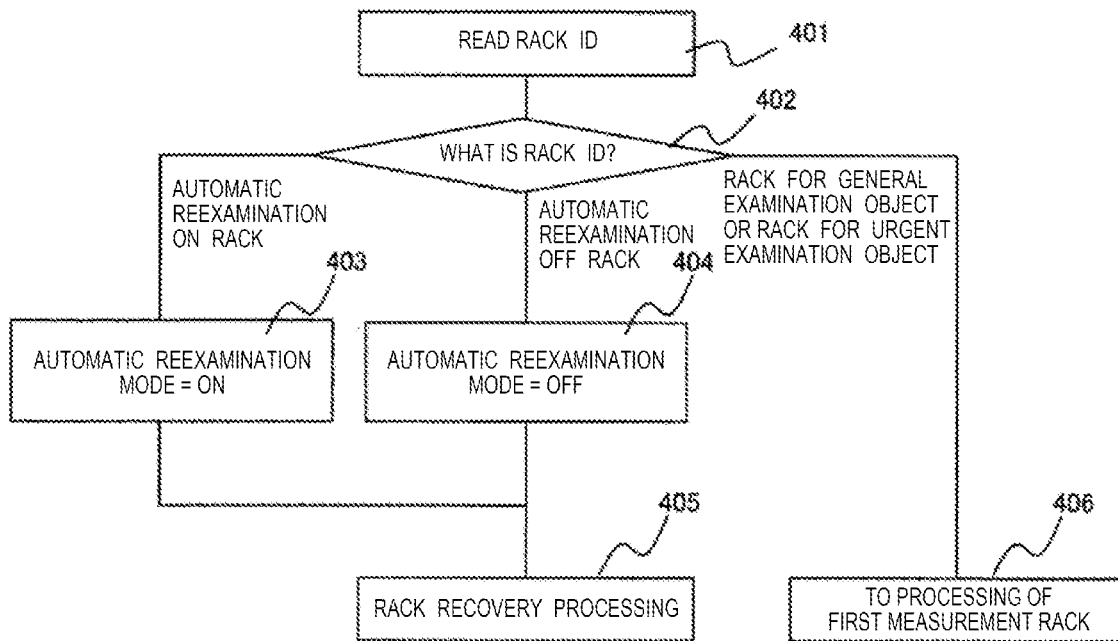 READ RACK ID
401
402
WHAT IS RACK ID?
AUTOMATIC
REEXAMINATION
ON RACK
AUTOMATIC
REEXAMINATION
OFF RACK
RACK FOR GENERAL
EXAMINATION OBJECT
OR RACK FOR URGENT
EXAMINATION OBJECT
403
404
AUTOMATIC REEXAMINATION
MODE = ON
AUTOMATIC REEXAMINATION
MODE = OFF
405
406
RACK RECOVERY PROCESSING
TO PROCESSING OF
FIRST MEASUREMENT RACK